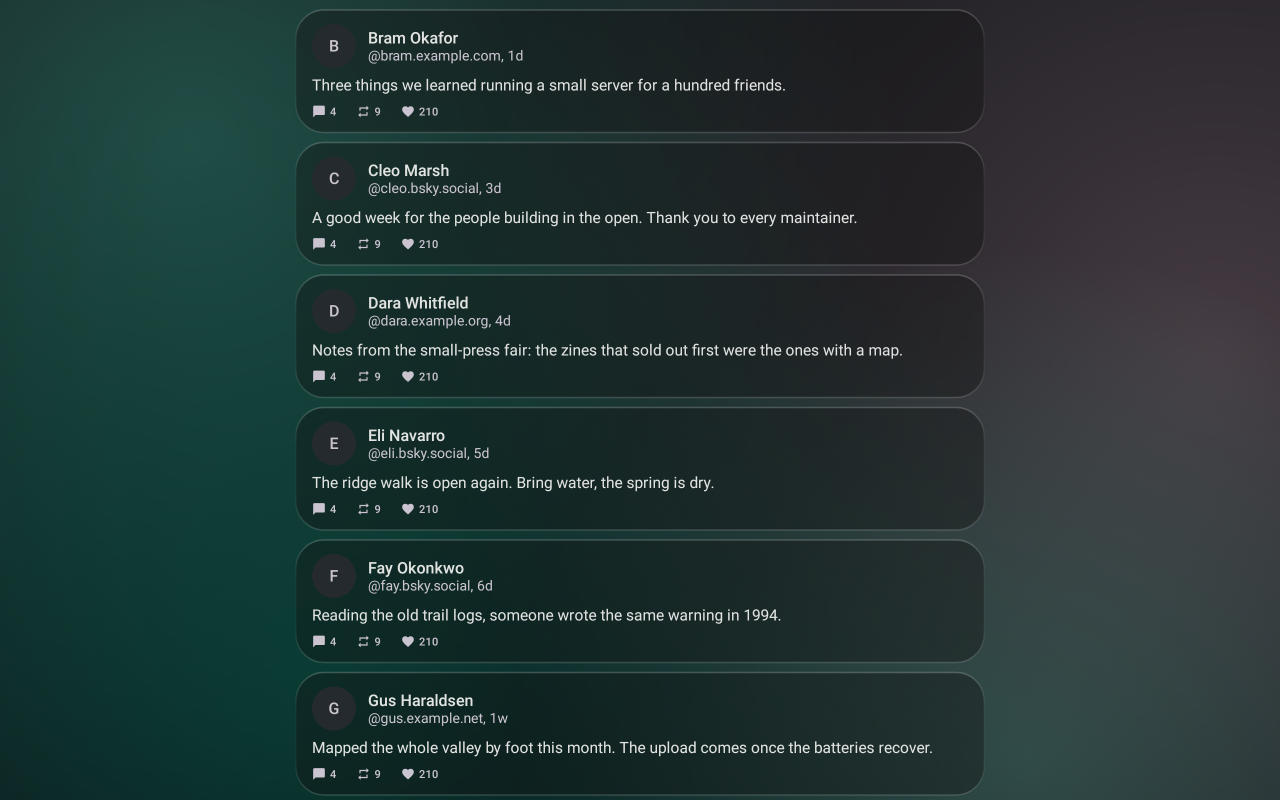 B
Bram Okafor
@bram.example.com, 1d
Three things we learned running a small server for a hundred friends.
4 9 210
C
Cleo Marsh
@cleo.bsky.social, 3d
A good week for the people building in the open. Thank you to every maintainer.
4 9 210
D
Dara Whitfield
@dara.example.org, 4d
Notes from the small-press fair: the zines that sold out first were the ones with a map.
4 9 210
E
Eli Navarro
@eli.bsky.social, 5d
The ridge walk is open again. Bring water, the spring is dry.
4 9 210
F
Fay Okonkwo
@fay.bsky.social, 6d
Reading the old trail logs, someone wrote the same warning in 1994.
4 9 210
G
Gus Haraldsen
@gus.example.net, 1w
Mapped the whole valley by foot this month. The upload comes once the batteries recover.
4 9 210